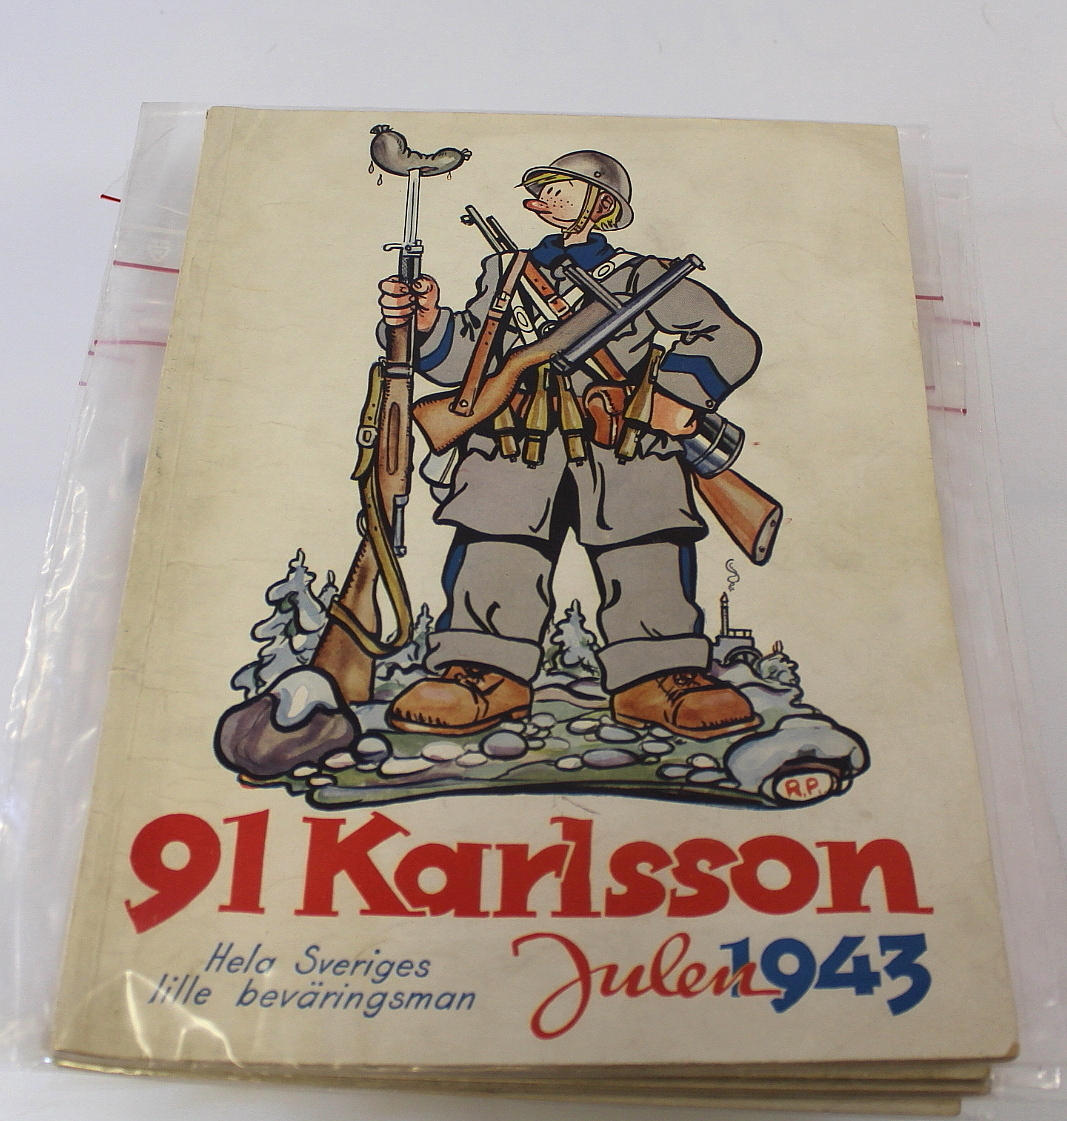 R.P.
91 Karlsson
Hela Sveriges
lille beväringsman
Julen 1943